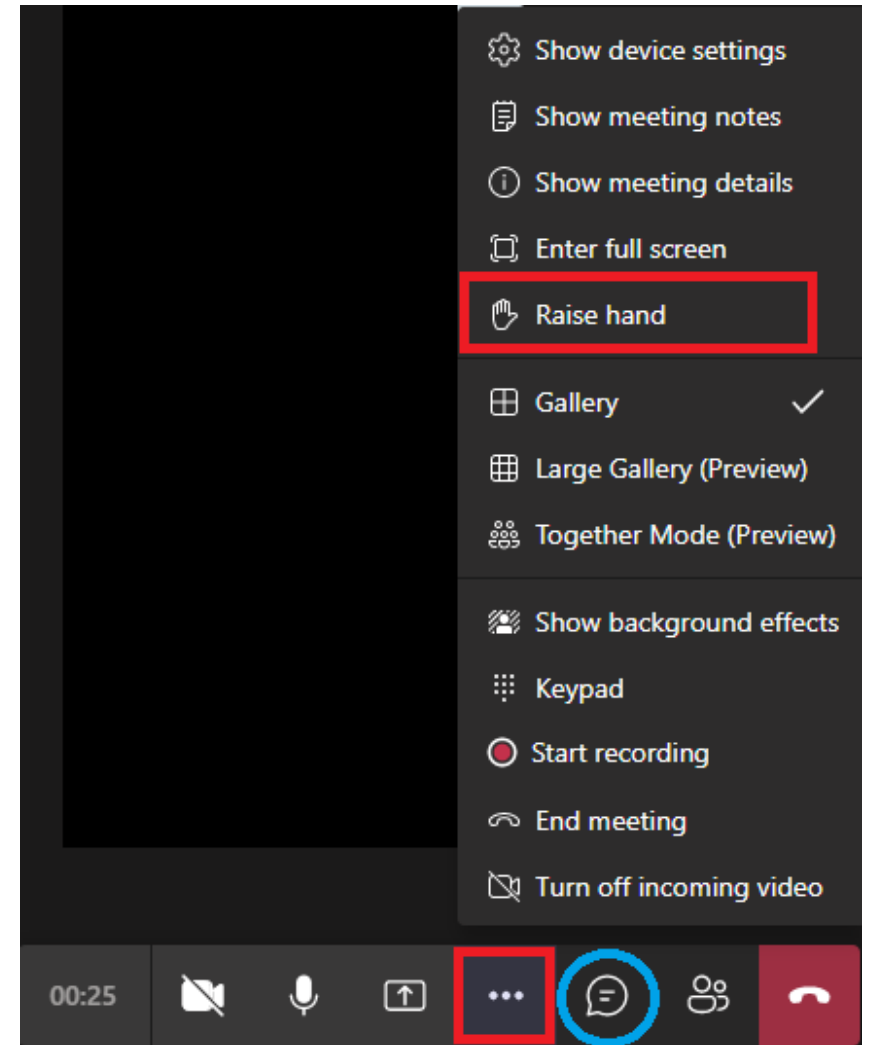 Show device settings
Show meeting notes
Show meeting details
Enter full screen
Raise hand
Gallery
Large Gallery (Preview)
Together Mode (Preview)
Show background effects
Keypad
Start recording
End meeting
Turn off incoming video
00:25